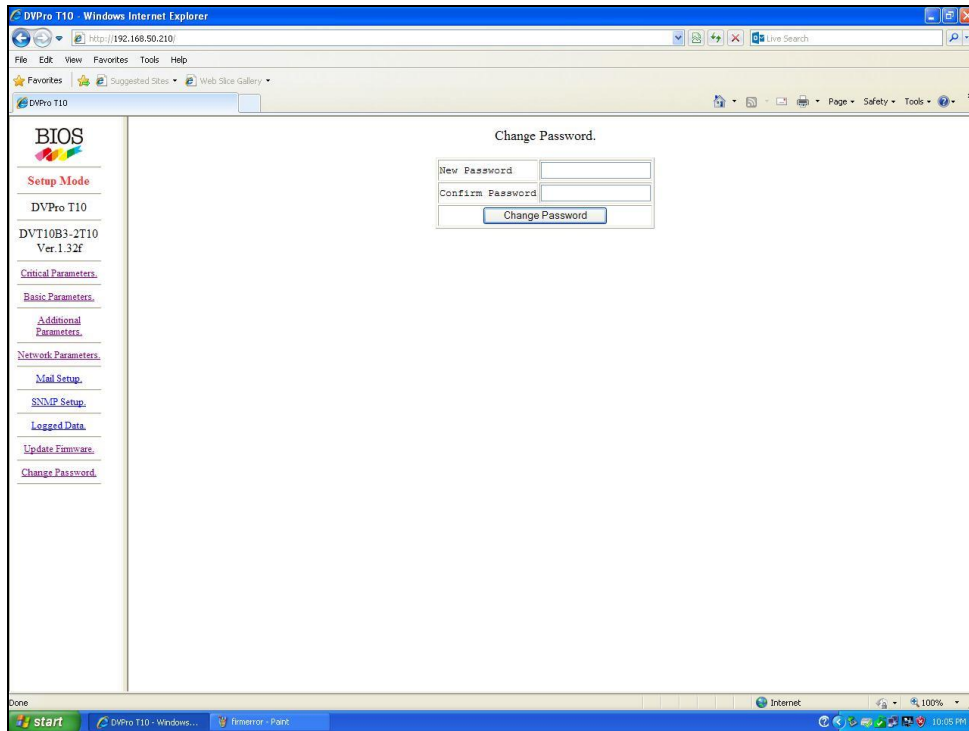 DVPro T10 - Windows Internet Explorer
http://192.168.50.210/
Live Search
File Edit View Favorites Tools Help
Favorites Suggested Sites Web Slice Gallery
DVPro T10
Page Safety Tools
BIOS
Setup Mode
DVPro T10
DVT10B3-2T10
Ver.1.32f
Critical Parameters.
Basic Parameters.
Additional
Parameters.
Network Parameters.
Mail Setup.
SNMP Setup.
Logged Data.
Update Firmware.
Change Password.
Change Password.
New Password
Confirm Password
Change Password
Done
Internet
100%
start
DVPro T10 - Windows...
firmerror - Paint
10:05 PM